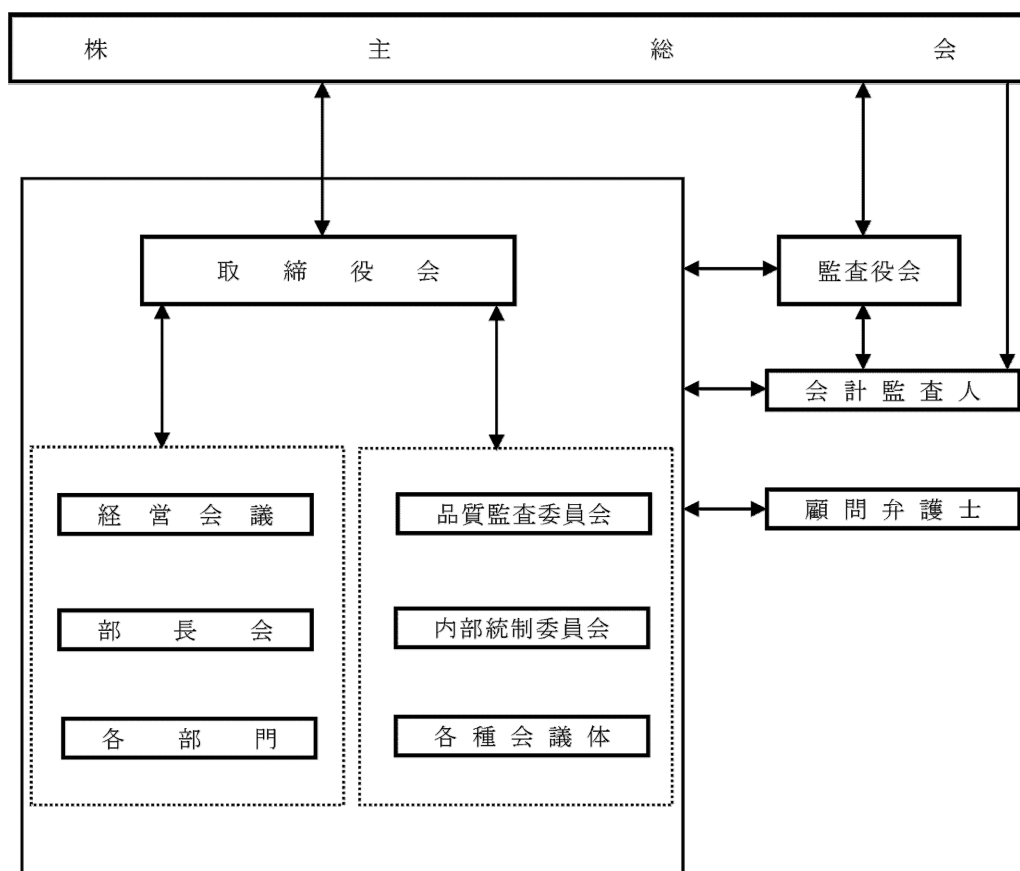 株主総会
取締役会
監査役会
会計監査人
経営会議
品質監査委員会
顧問弁護士
部長会
内部統制委員会
各部門
各種会議体